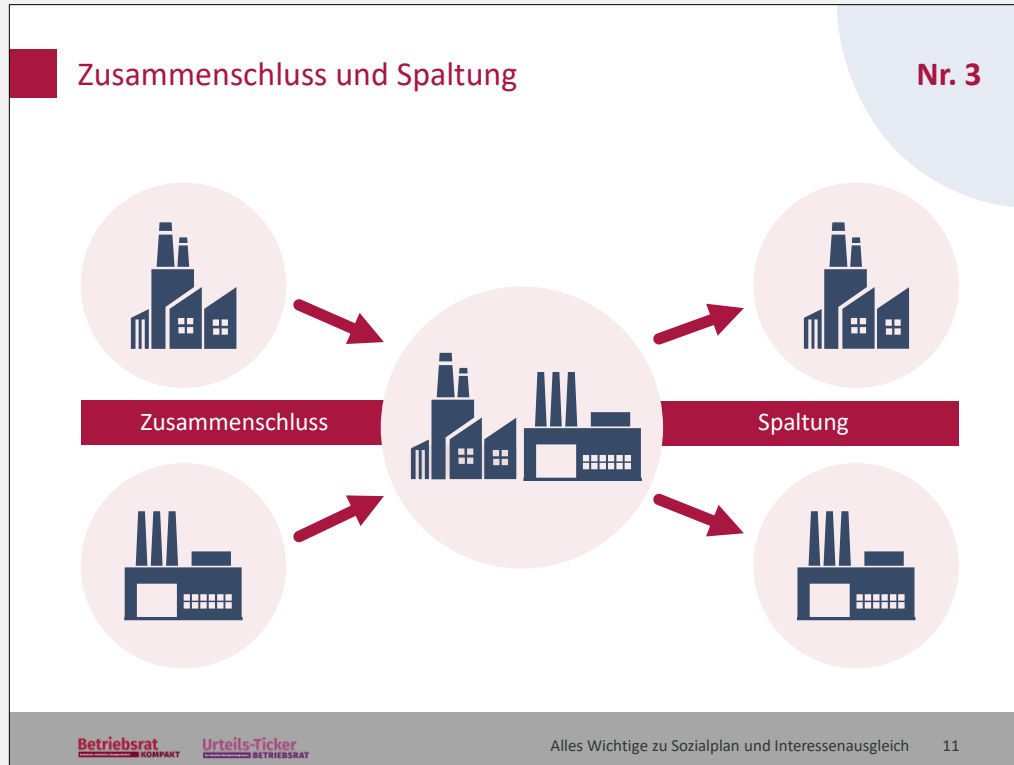 Zusammenschluss und Spaltung
Nr. 3
Zusammenschluss
Spaltung
Betriebsrat
KOMPAKT
Urteils-Ticker
BETRIEBSRAT
Alles Wichtige zu Sozialplan und Interessenausgleich 11